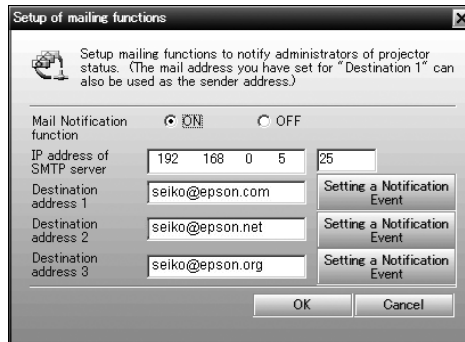 Setup of mailing functions
Setup mailing functions to notify administrators of projector
status. (The mail address you have set for "Destination 1" can
also be used as the sender address.)
Mail Notification
function
ON
OFF
IP address of
SMTP server
192 168 0 5
25
Destination
address 1
seiko@epson.com
Setting a Notification
Event
Destination
address 2
seiko@epson.net
Setting a Notification
Event
Destination
address 3
seiko@epson.org
Setting a Notification
Event
OK
Cancel